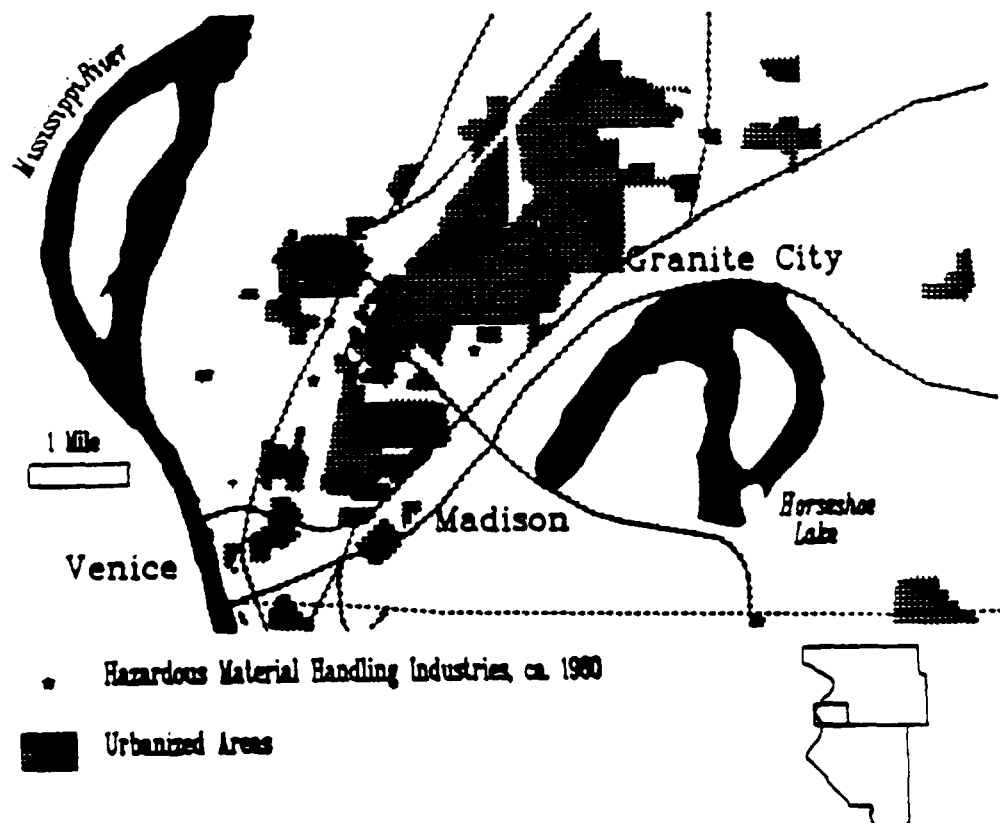 Mississippi River
Granite City
1 Mile
Horseshoe
Lake
Madison
Venice
Hazardous Material Handling Industries, ca. 1980
Urbanized Areas